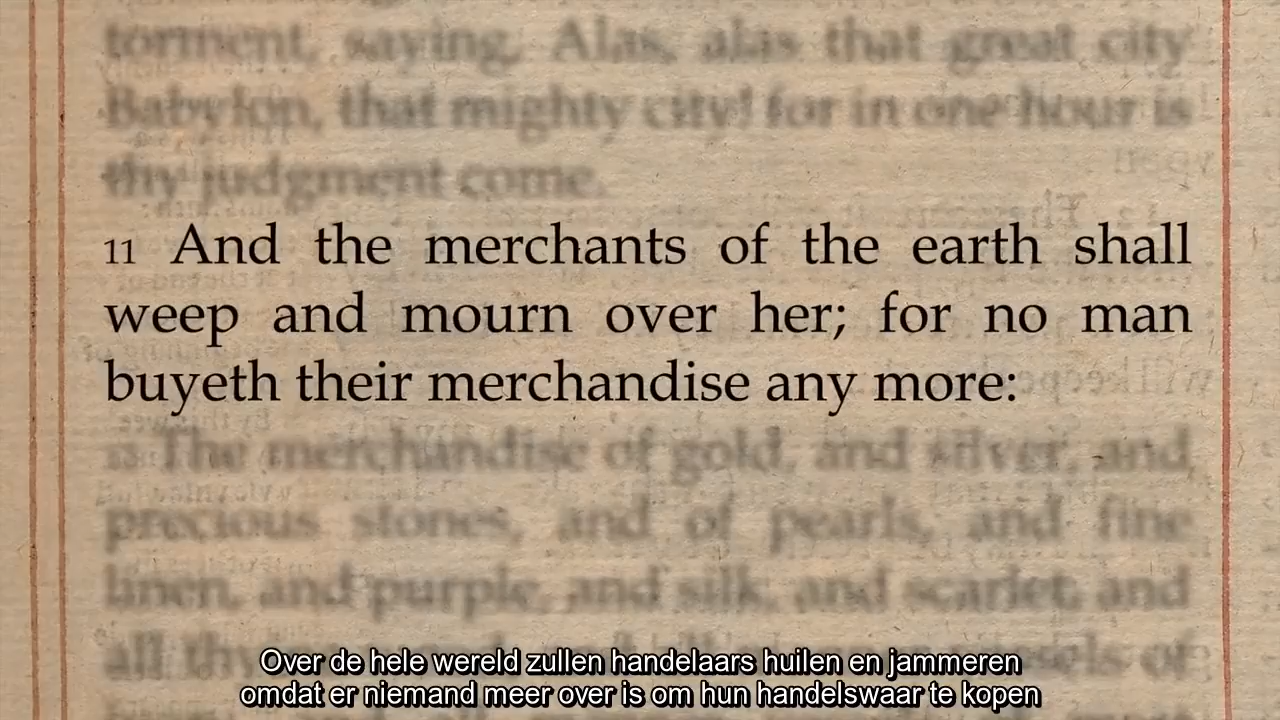 torment, saying, Alas, alas that great city
Babylon, that mighty city! for in one hour is
thy judgment come.
11 And the merchants of the earth shall
weep and mourn over her; for no man
buyeth their merchandise any more:
The merchandise of gold, and silver, and
precious stones, and of pearls, and fine
linen, and purple, and silk, and scarlet, and
all
Over de hele wereld zullen handelaars huilen en jammeren
omdat er niemand meer over is om hun handelswaar te kopen